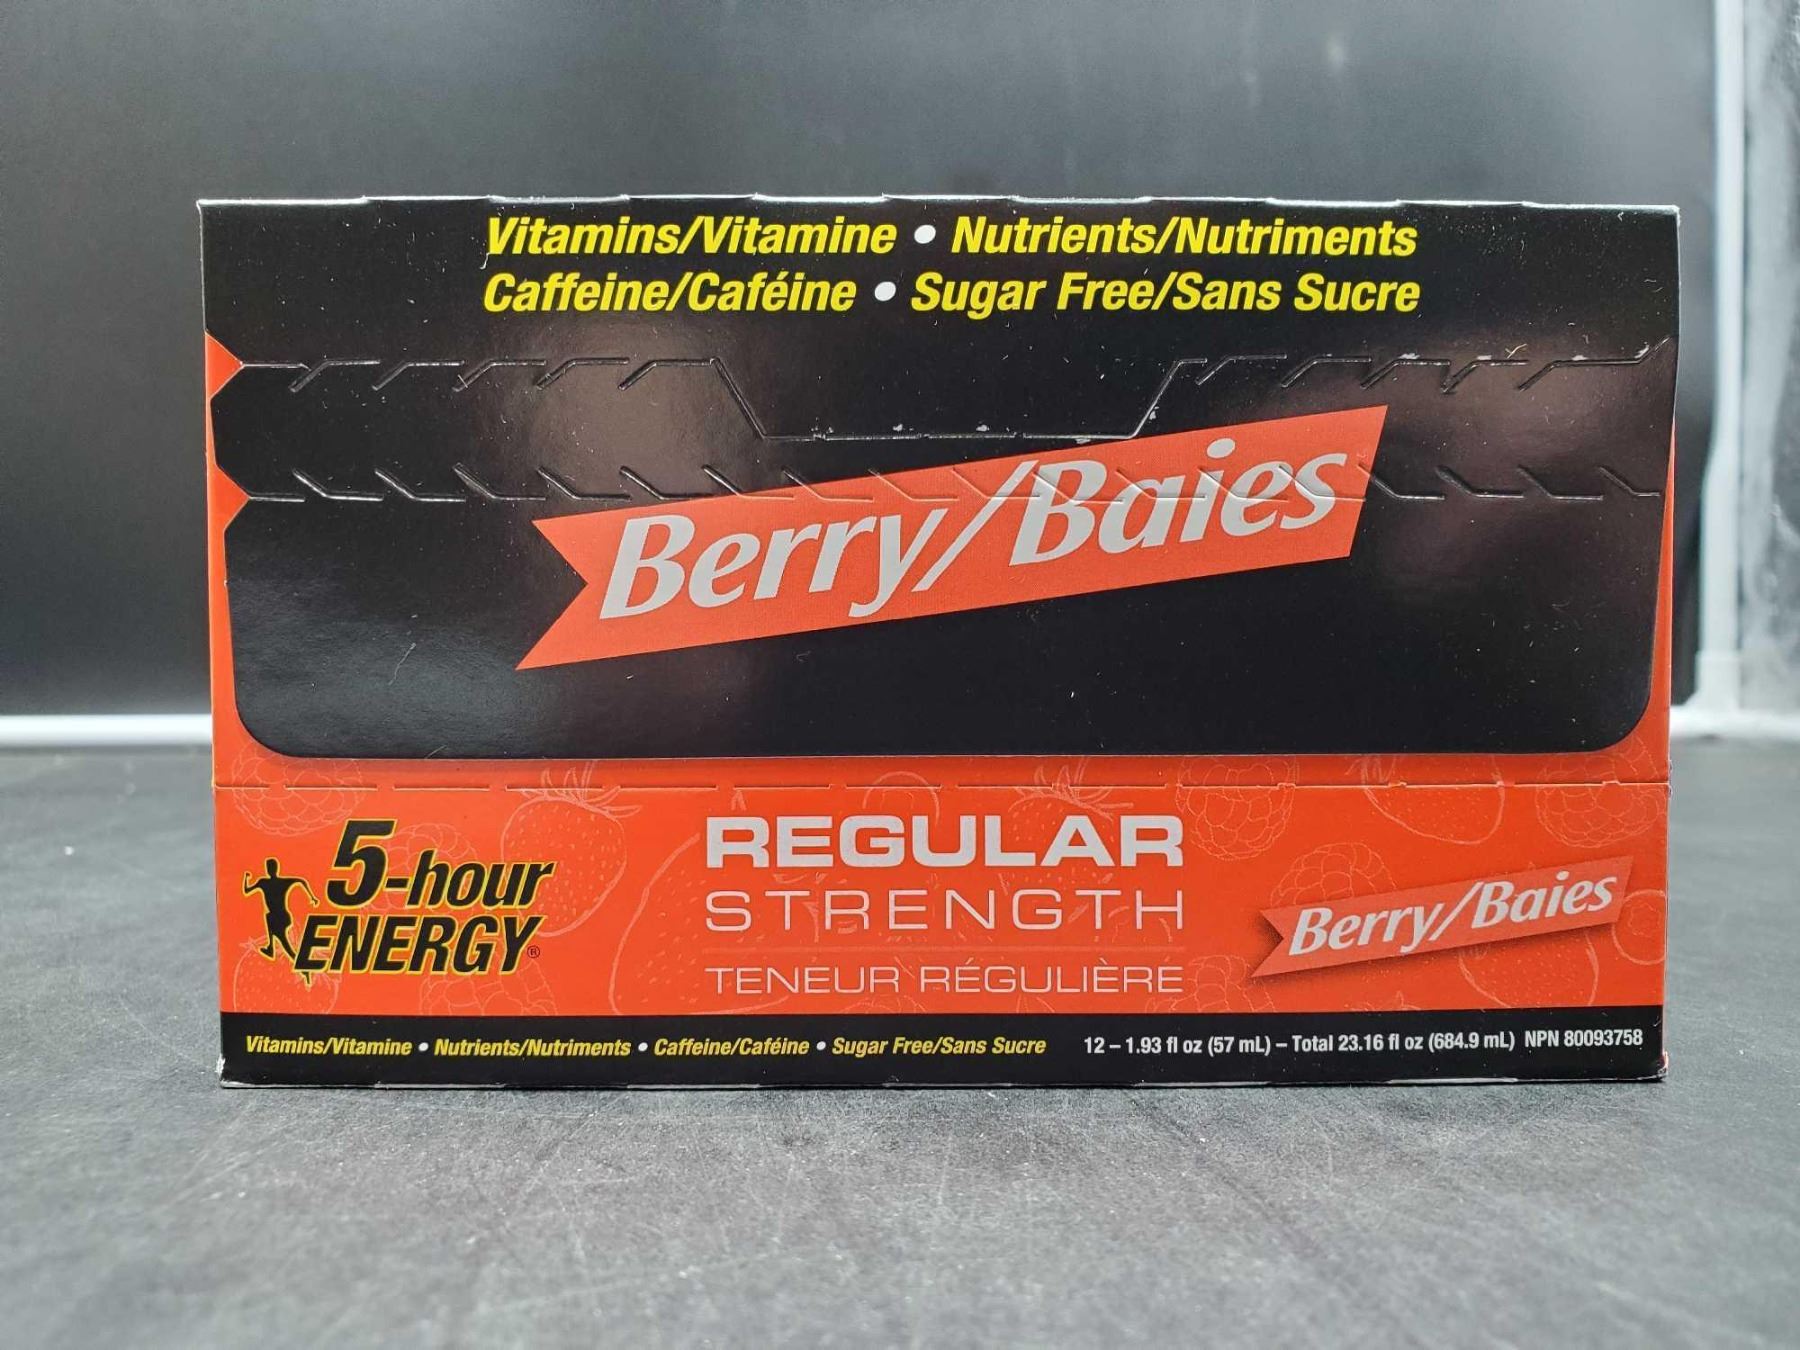 Vitamins/Vitamine • Nutrients/Nutriments
Caffeine/Caféine • Sugar Free/Sans Sucre
Berry/Baies
5-hour
ENERGY®
REGULAR
STRENGTH
TENEUR RÉGULIÈRE
Berry/Baies
Vitamins/Vitamine • Nutrients/Nutriments • Caffeine/Caféine • Sugar Free/Sans Sucre
12 – 1.93 fl oz (57 mL) – Total 23.16 fl oz (684.9 mL) NPN 80093758